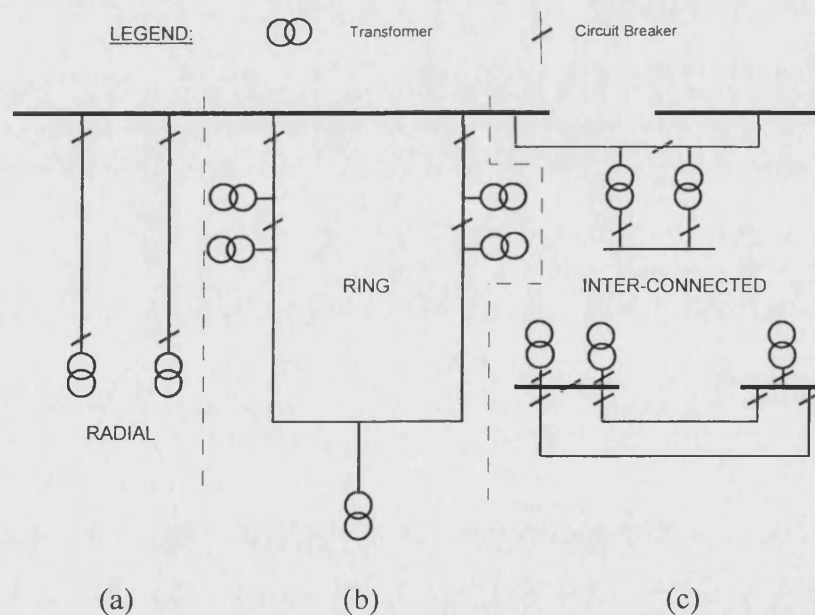 LEGEND: Transformer Circuit Breaker
RING
INTER-CONNECTED
RADIAL
(a) (b) (c)